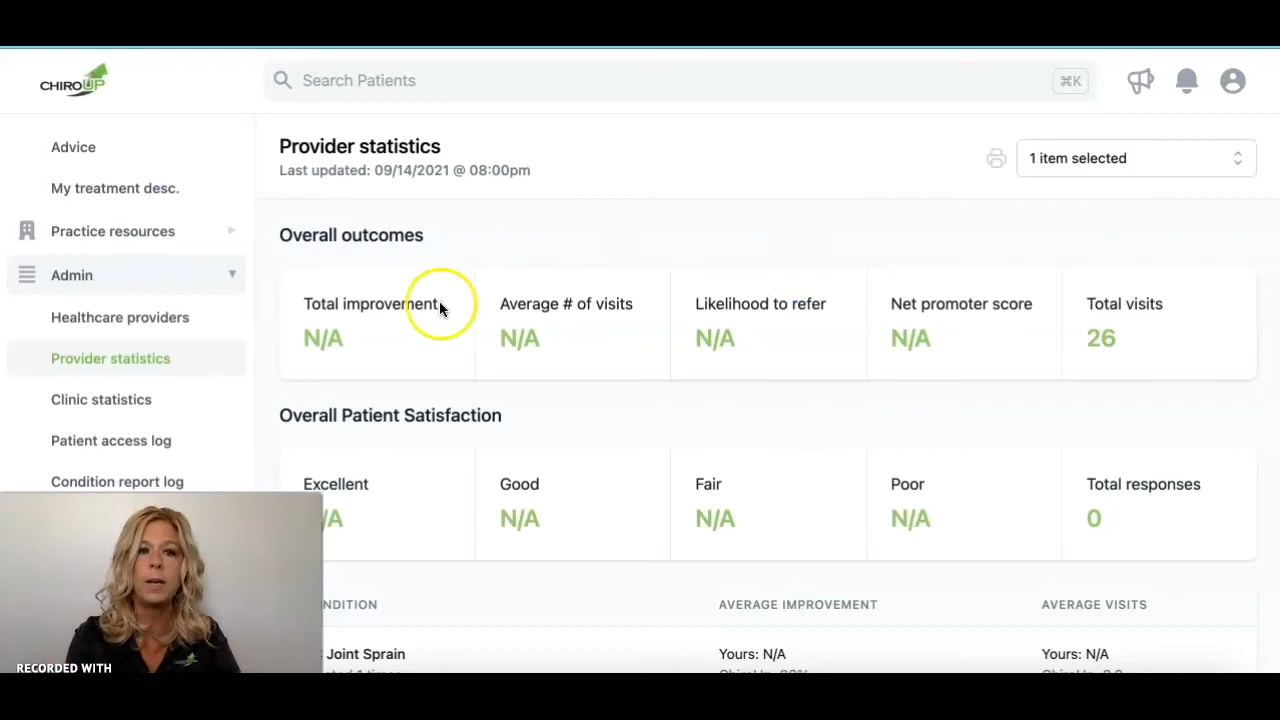 CHIROUP
Search Patients
⌘K
Advice
My treatment desc.
Practice resources
Admin
Healthcare providers
Provider statistics
Clinic statistics
Patient access log
Condition report log
Provider statistics
Last updated: 09/14/2021 @ 08:00pm
1 item selected
Overall outcomes
Total improvement
N/A
Average # of visits
N/A
Likelihood to refer
N/A
Net promoter score
N/A
Total visits
26
Overall Patient Satisfaction
Excellent
/A
Good
N/A
Fair
N/A
Poor
N/A
Total responses
0
NDITION
AVERAGE IMPROVEMENT
AVERAGE VISITS
Joint Sprain
Yours: N/A
Yours: N/A
RECORDED WITH